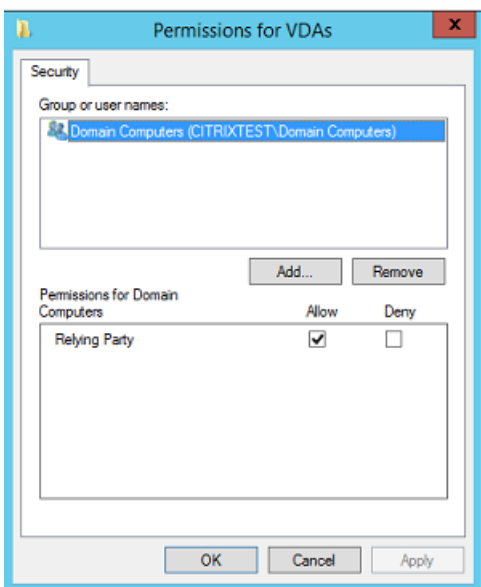 Permissions for VDAs
x
Security
Group or user names:
Domain Computers (CITRIXTEST\Domain Computers)
Add... Remove
Permissions for Domain
Computers Allow Deny
Relying Party
OK Cancel Apply